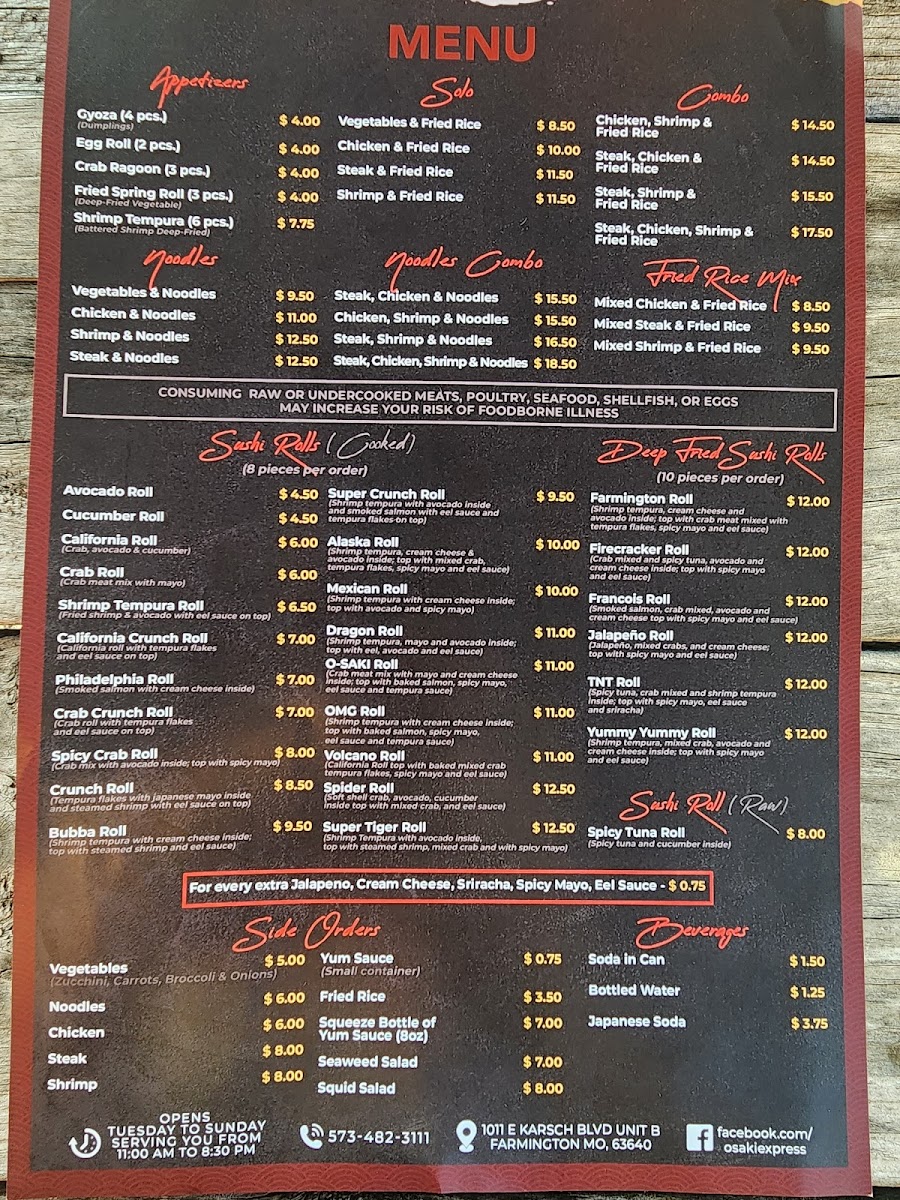 MENU
Appetizers
Gyoza (4 pcs.) $ 4.00
(Dumplings)
Egg Roll (2 pcs.) $ 4.00
Crab Ragoon (3 pcs.) $ 4.00
Fried Spring Roll (3 pcs.) $ 4.00
(Deep-Fried Vegetable)
Shrimp Tempura (6 pcs.) $ 7.75
(Battered Shrimp Deep-Fried)
Solo
Vegetables & Fried Rice $ 8.50
Chicken & Fried Rice $ 10.00
Steak & Fried Rice $ 11.50
Shrimp & Fried Rice $ 11.50
Combo
Chicken, Shrimp &
Fried Rice $ 14.50
Steak, Chicken &
Fried Rice $ 14.50
Steak, Shrimp &
Fried Rice $ 15.50
Steak, Chicken, Shrimp &
Fried Rice $ 17.50
Noodles
Vegetables & Noodles $ 9.50
Chicken & Noodles $ 11.00
Shrimp & Noodles $ 12.50
Steak & Noodles $ 12.50
Noodles Combo
Steak, Chicken & Noodles $ 15.50
Chicken, Shrimp & Noodles $ 15.50
Steak, Shrimp & Noodles $ 16.50
Steak, Chicken, Shrimp & Noodles $ 18.50
Fried Rice Mix
Mixed Chicken & Fried Rice $ 8.50
Mixed Steak & Fried Rice $ 9.50
Mixed Shrimp & Fried Rice $ 9.50
CONSUMING RAW OR UNDERCOOKED MEATS, POULTRY, SEAFOOD, SHELLFISH, OR EGGS
MAY INCREASE YOUR RISK OF FOODBORNE ILLNESS
Sushi Rolls (Cooked)
(8 pieces per order)
Avocado Roll $ 4.50
Cucumber Roll $ 4.50
California Roll $ 6.00
(Crab, avocado & cucumber)
Crab Roll $ 6.00
(Crab meat mix with mayo)
Shrimp Tempura Roll $ 6.50
(Fried shrimp & avocado with eel sauce on top)
California Crunch Roll $ 7.00
(California roll with tempura flakes
and eel sauce on top)
Philadelphia Roll $ 7.00
(Smoked salmon with cream cheese inside)
Crab Crunch Roll $ 7.00
(Crab roll with tempura flakes
and eel sauce on top)
Spicy Crab Roll $ 8.00
(Crab mix with avocado inside; top with spicy mayo)
Crunch Roll $ 8.50
(Tempura flakes with japanese mayo inside
and steamed shrimp with eel sauce on top)
Bubba Roll $ 9.50
(Shrimp tempura with cream cheese inside;
top with steamed shrimp and eel sauce)
Super Crunch Roll $ 9.50
(Shrimp tempura with avocado inside
and smoked salmon with eel sauce and
tempura flakes on top)
Alaska Roll $ 10.00
(Shrimp tempura, cream cheese &
avocado inside; top with mixed crab,
tempura flakes, spicy mayo and eel sauce)
Mexican Roll $ 10.00
(Shrimp tempura with cream cheese inside;
top with avocado and spicy mayo)
Dragon Roll $ 11.00
(Shrimp tempura, mayo and avocado inside;
top with eel, avocado and eel sauce)
O-SAKI Roll $ 11.00
(Crab meat mix with mayo and cream cheese
inside; top with baked salmon, spicy mayo,
eel sauce and tempura sauce)
OMG Roll $ 11.00
(Shrimp tempura with cream cheese inside;
top with baked salmon, spicy mayo,
eel sauce and tempura sauce)
Volcano Roll $ 11.00
(California Roll top with baked mixed crab
tempura flakes, spicy mayo and eel sauce)
Spider Roll $ 12.50
(Soft shell crab, avocado, cucumber
inside top with mixed crab, and eel sauce)
Super Tiger Roll $ 12.50
(Shrimp Tempura with avocado inside,
top with steamed shrimp, mixed crab and with spicy mayo)
Deep Fried Sushi Rolls
(10 pieces per order)
Farmington Roll $ 12.00
(Shrimp tempura, cream cheese and
avocado inside; top with crab meat mixed with
tempura flakes, spicy mayo and eel sauce)
Firecracker Roll $ 12.00
(Crab mixed and spicy tuna, avocado and
cream cheese inside; top with spicy mayo
and eel sauce)
Francois Roll $ 12.00
(Smoked salmon, crab mixed, avocado and
cream cheese top with spicy mayo and eel sauce)
Jalapeño Roll $ 12.00
(Jalapeño, mixed crabs, and cream cheese;
top with spicy mayo and eel sauce)
TNT Roll $ 12.00
(Spicy tuna, crab mixed and shrimp tempura
inside; top with spicy mayo, eel sauce
and sriracha)
Yummy Yummy Roll $ 12.00
(Shrimp tempura, mixed crab, avocado and
cream cheese inside; top with spicy mayo
and eel sauce)
Sushi Roll (Raw)
Spicy Tuna Roll $ 8.00
(Spicy tuna and cucumber inside)
For every extra Jalapeno, Cream Cheese, Sriracha, Spicy Mayo, Eel Sauce - $ 0.75
Side Orders
Vegetables $ 5.00
(Zucchini, Carrots, Broccoli & Onions)
Noodles $ 6.00
Chicken $ 6.00
Steak $ 8.00
Shrimp $ 8.00
Yum Sauce $ 0.75
(Small container)
Fried Rice $ 3.50
Squeeze Bottle of
Yum Sauce (8oz) $ 7.00
Seaweed Salad $ 7.00
Squid Salad $ 8.00
Beverages
Soda in Can $ 1.50
Bottled Water $ 1.25
Japanese Soda $ 3.75
OPENS
TUESDAY TO SUNDAY
SERVING YOU FROM
11:00 AM TO 8:30 PM
573-482-3111
1011 E KARSCH BLVD UNIT B
FARMINGTON MO, 63640
facebook.com/
osakiexpress